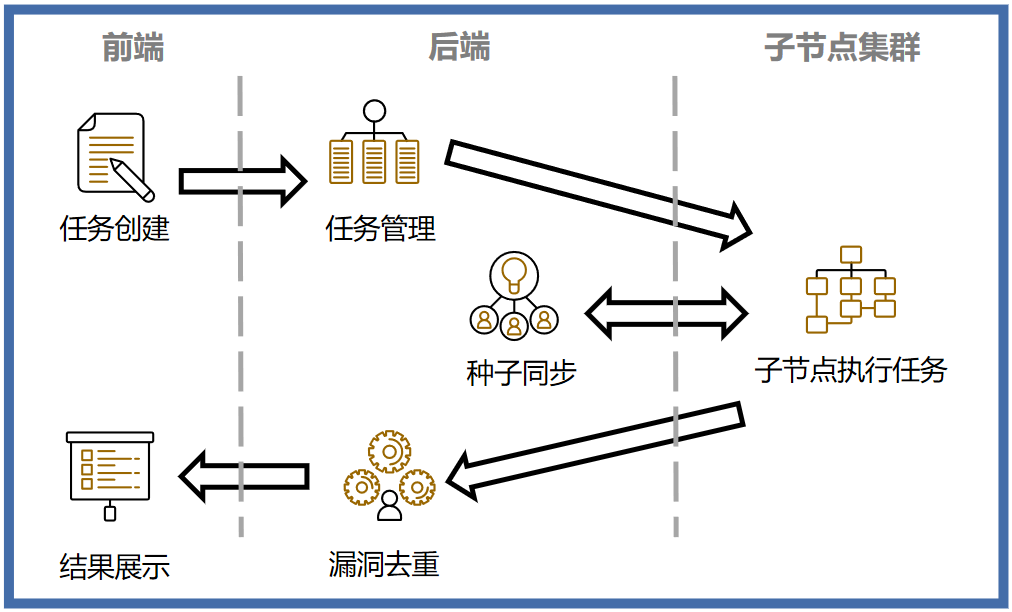 前端
后端
子节点集群
任务创建
任务管理
种子同步
子节点执行任务
结果展示
漏洞去重